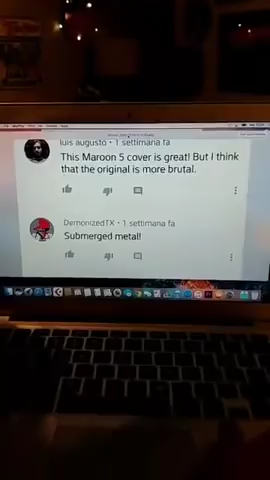 luis augusto • 1 settimana fa
This Maroon 5 cover is great! But I think
that the original is more brutal.
DemonizedTX • 1 settimana fa
Submerged metal!